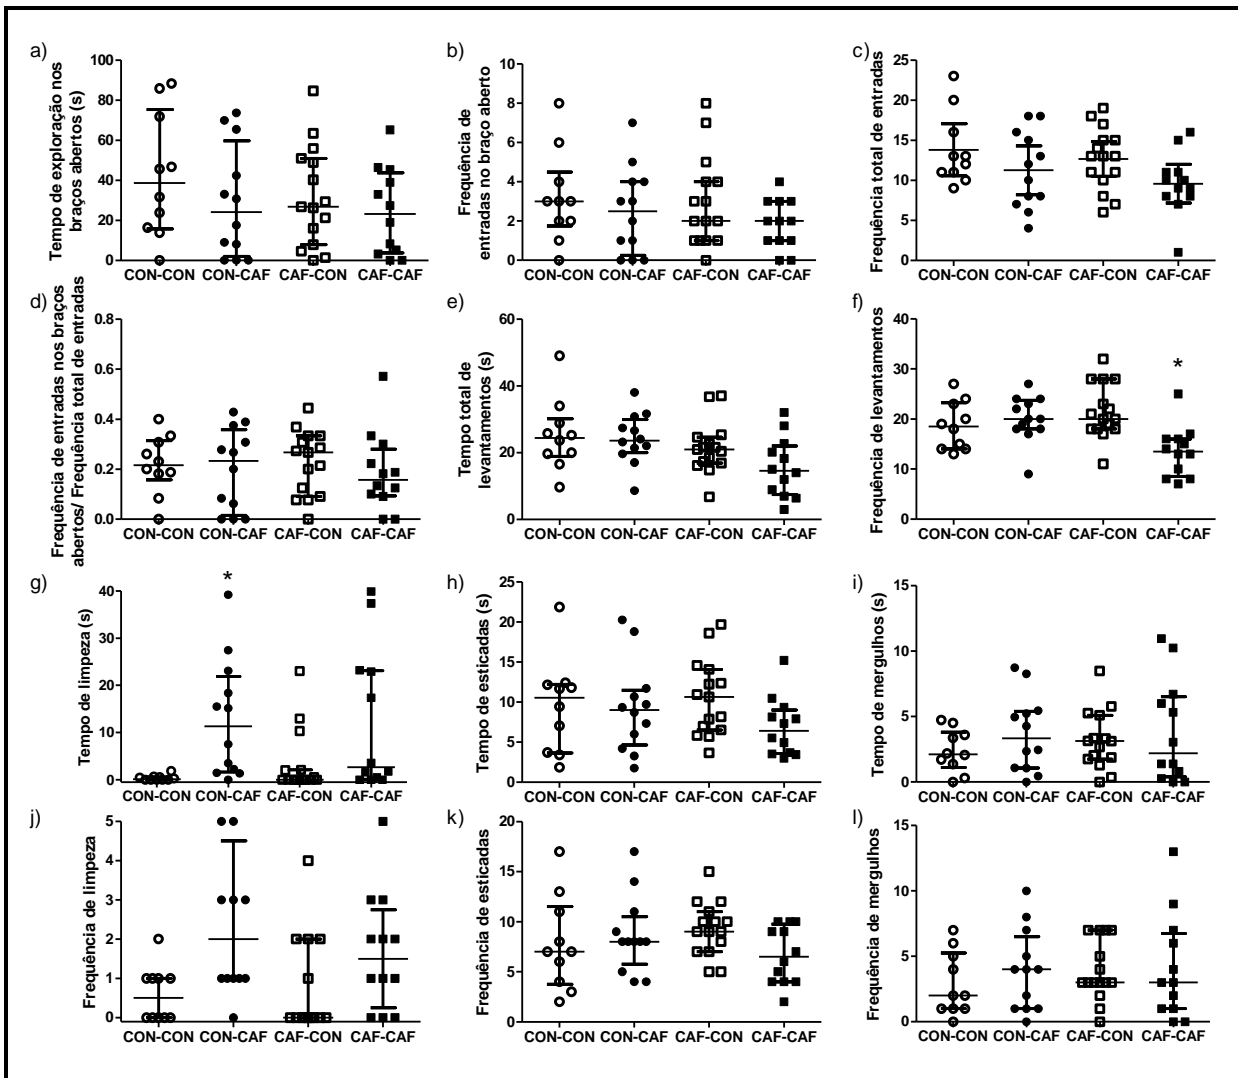 a)
Tempo de exploração nos
braços abertos (s)
100
80
60
40
20
0
CON-CON CON-CAF CAF-CON CAF-CAF
b)
Frequência de
entradas no braço aberto
10
8
6
4
2
0
CON-CON CON-CAF CAF-CON CAF-CAF
c)
Frequência total de entradas
25
20
15
10
5
0
CON-CON CON-CAF CAF-CON CAF-CAF
d)
Frequência de entradas nos braços
abertos/ Frequência total de entradas
0.8
0.6
0.4
0.2
0.0
CON-CON CON-CAF CAF-CON CAF-CAF
e)
Tempo total de
levantamentos (s)
60
40
20
0
CON-CON CON-CAF CAF-CON CAF-CAF
f)
Frequência de levantamentos
40
30
20
10
0
*
CON-CON CON-CAF CAF-CON CAF-CAF
g)
Tempo de limpeza (s)
40
30
20
10
0
*
CON-CON CON-CAF CAF-CON CAF-CAF
h)
Tempo de esticadas (s)
25
20
15
10
5
0
CON-CON CON-CAF CAF-CON CAF-CAF
i)
Tempo de mergulhos (s)
15
10
5
0
CON-CON CON-CAF CAF-CON CAF-CAF
j)
Frequência de limpeza
5
4
3
2
1
0
CON-CON CON-CAF CAF-CON CAF-CAF
k)
Frequência de esticadas
20
15
10
5
0
CON-CON CON-CAF CAF-CON CAF-CAF
l)
Frequência de mergulhos
15
10
5
0
CON-CON CON-CAF CAF-CON CAF-CAF